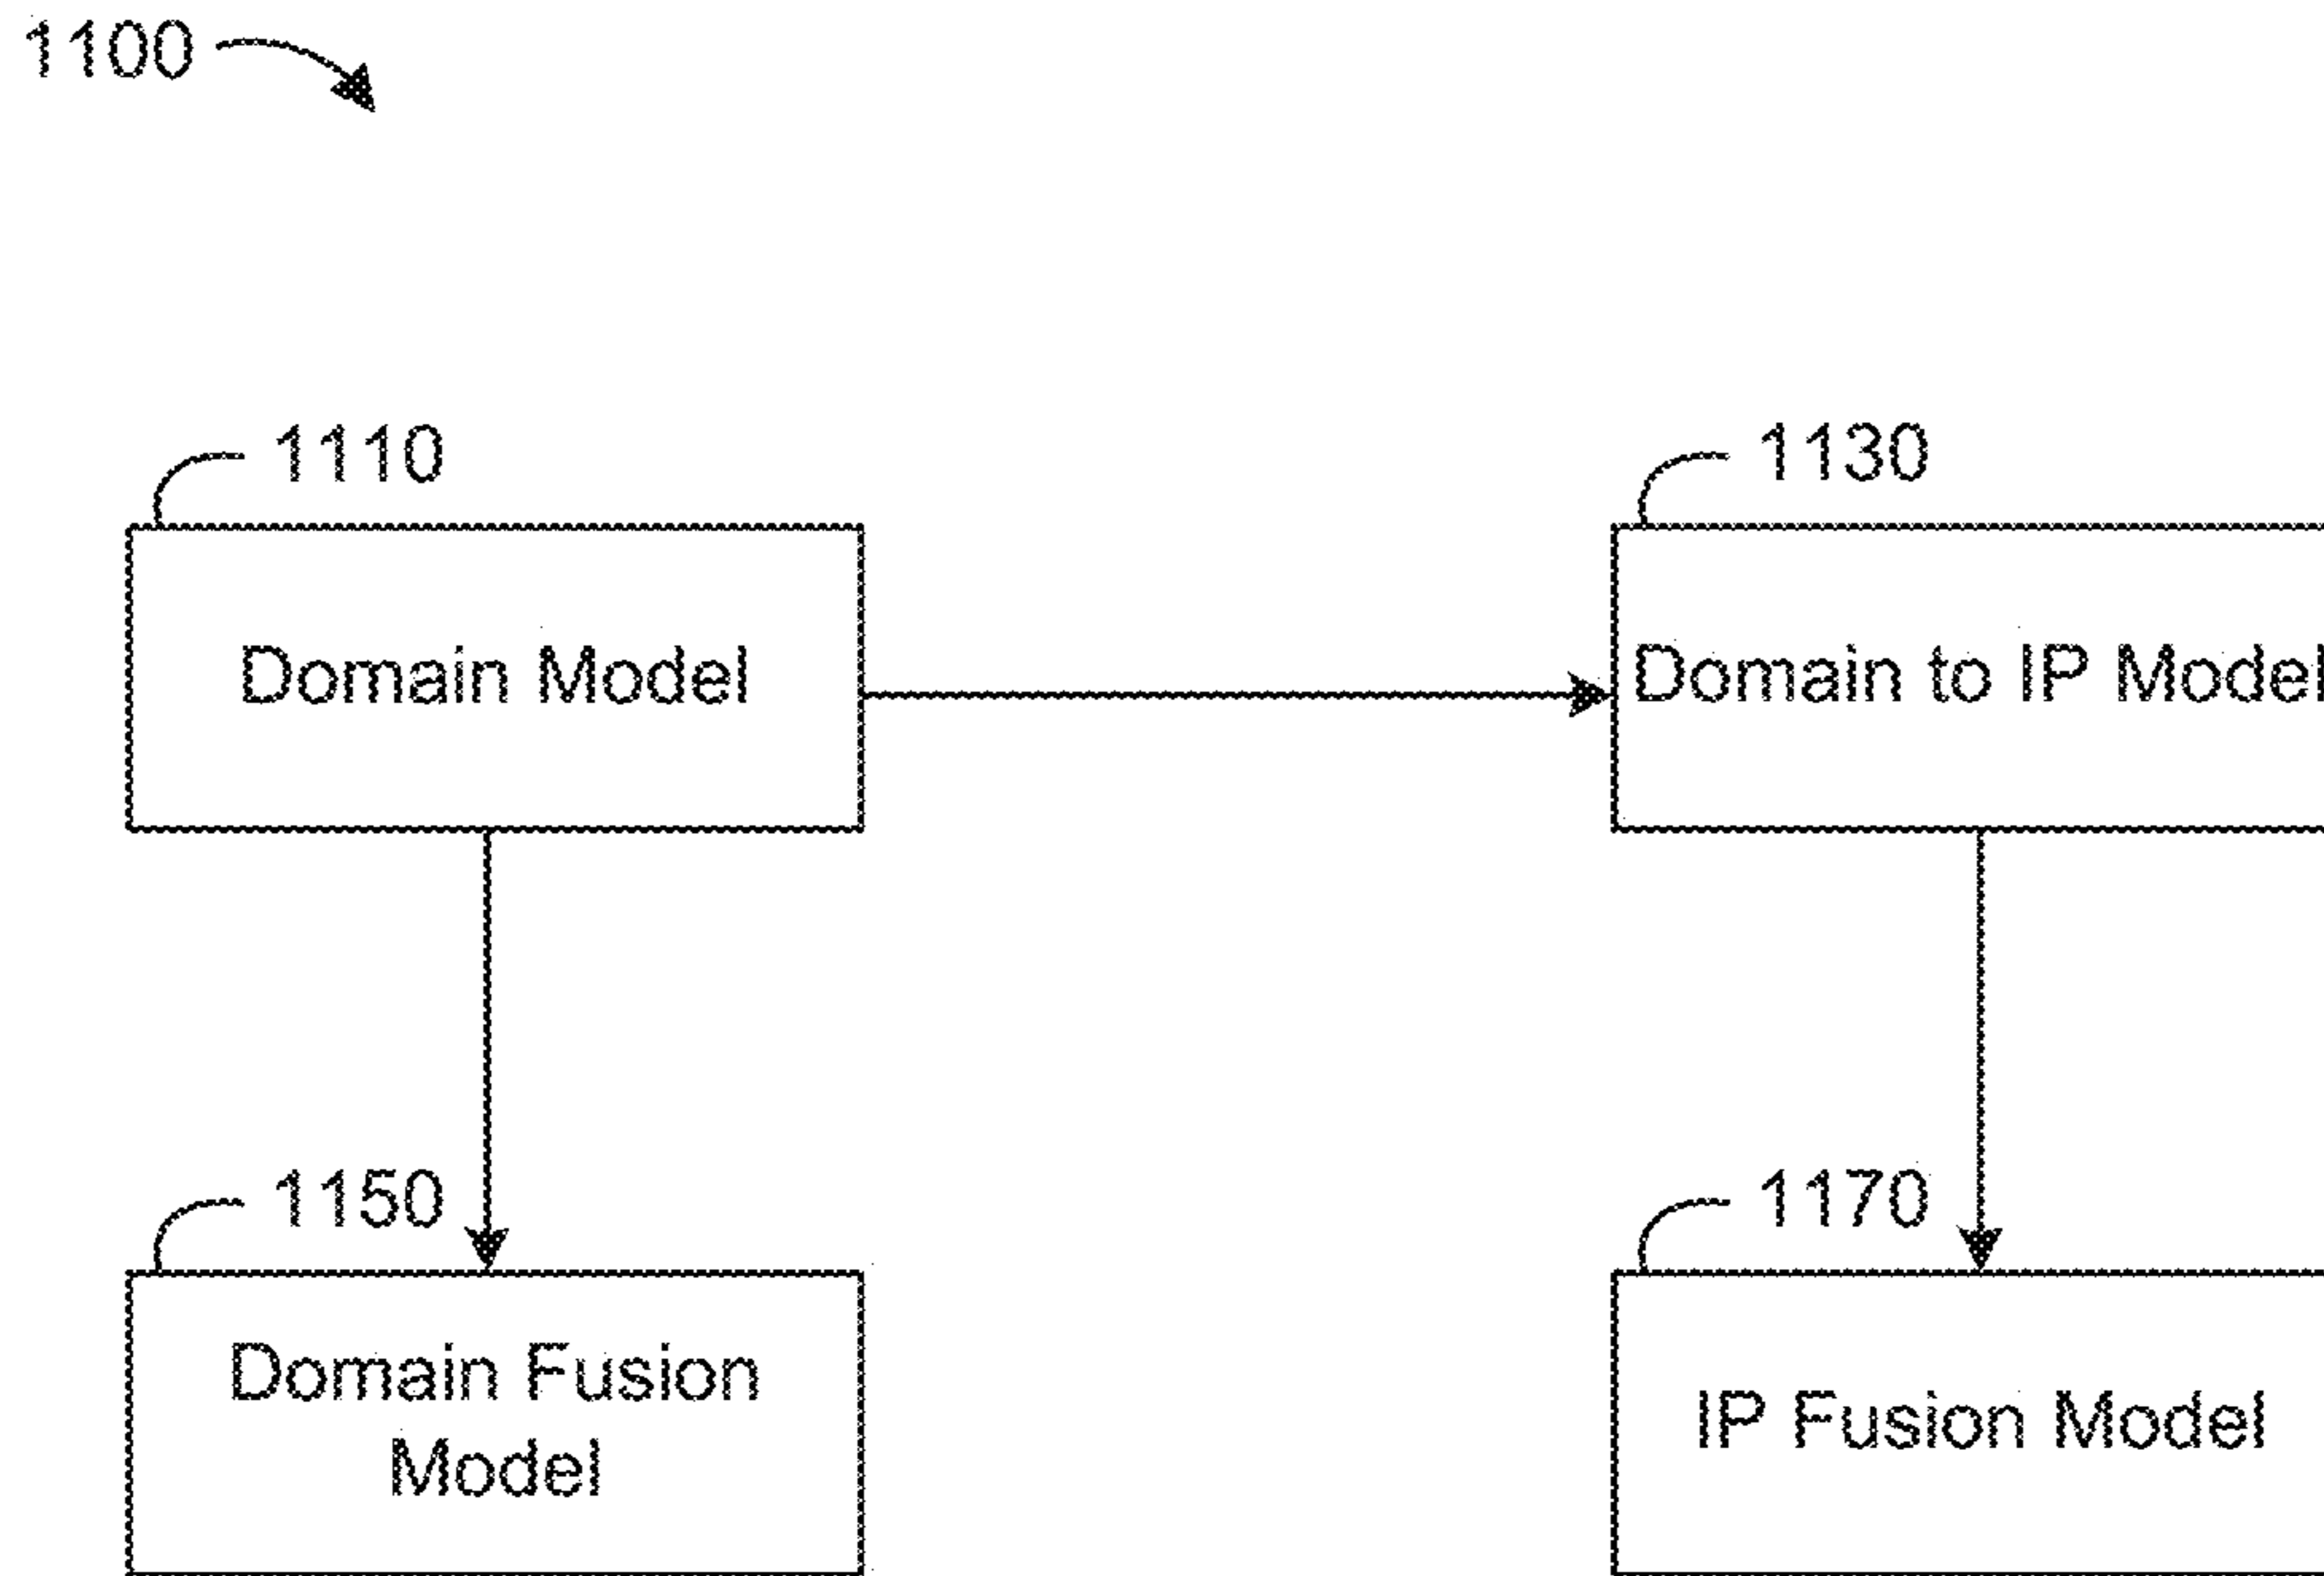 1100
1110
1130
Domain Model
Domain to IP Model
1150
1170
Domain Fusion
Model
IP Fusion Model